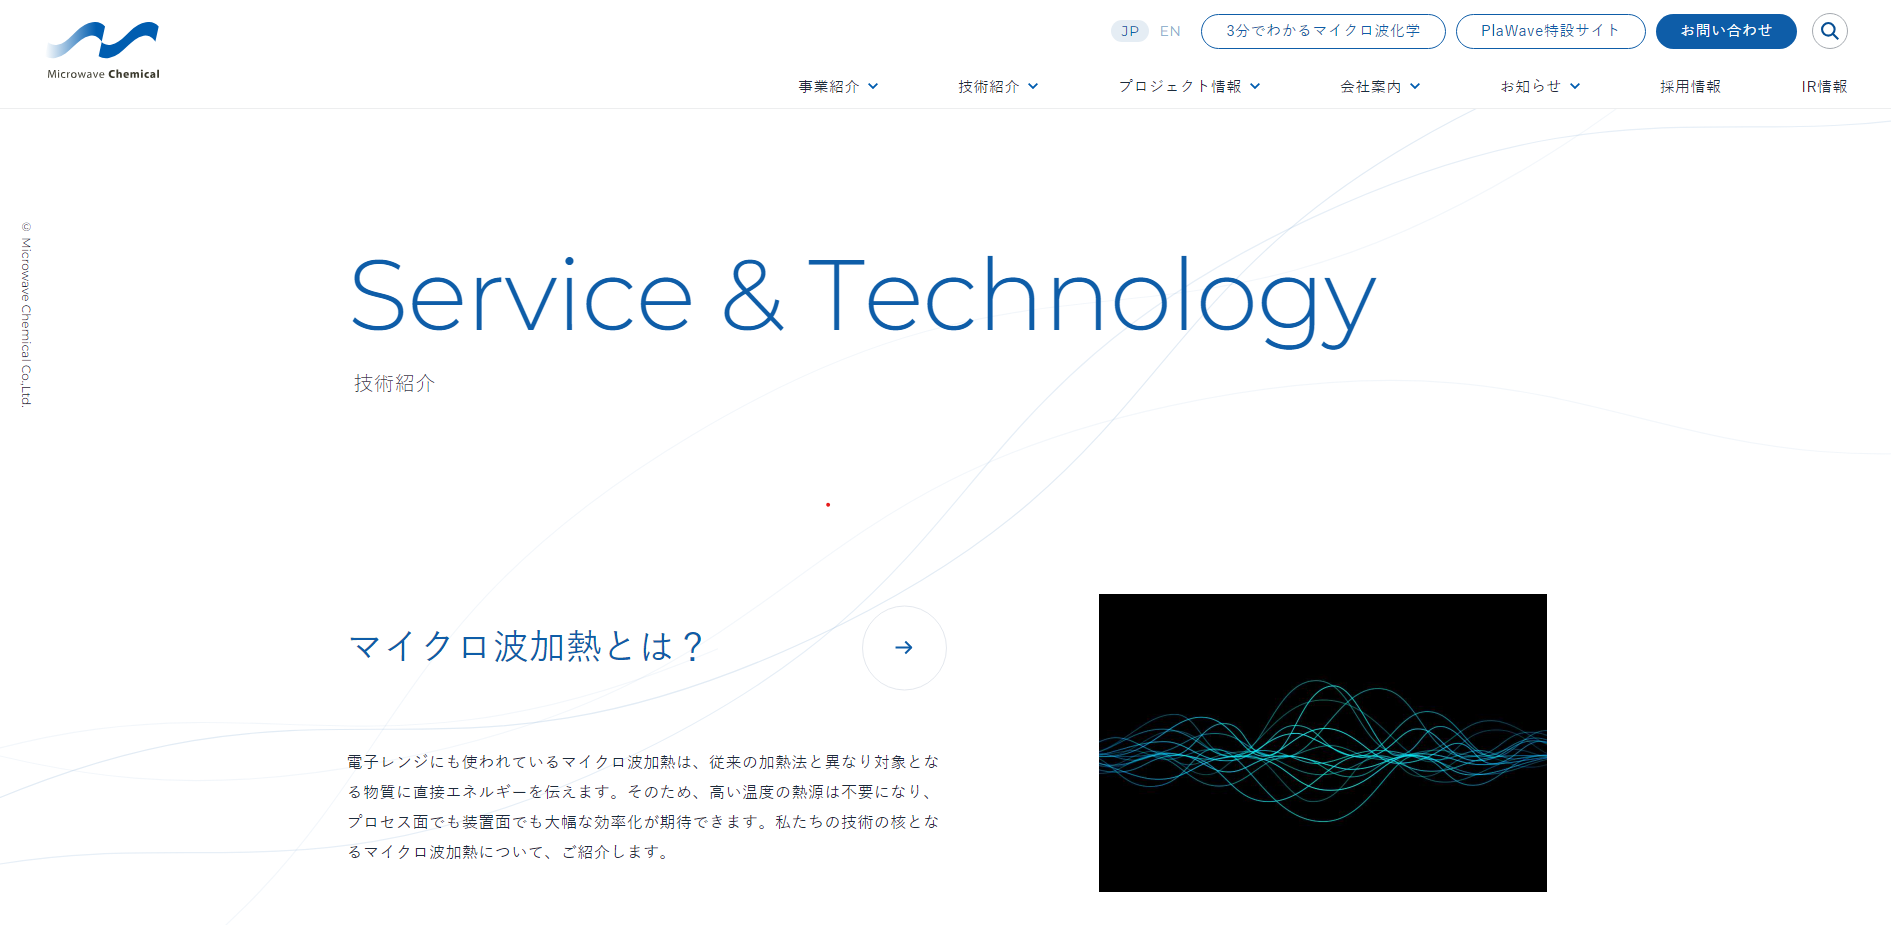 Microwave Chemical
JP EN 3分でわかるマイクロ波化学 PlaWave特設サイト お問い合わせ
事業紹介 技術紹介 プロジェクト情報 会社案内 お知らせ 採用情報 IR情報
© Microwave Chemical Co.,Ltd.
Service & Technology
技術紹介
マイクロ波加熱とは？
電子レンジにも使われているマイクロ波加熱は、従来の加熱法と異なり対象とな
る物質に直接エネルギーを伝えます。そのため、高い温度の熱源は不要になり、
プロセス面でも装置面でも大幅な効率化が期待できます。私たちの技術の核とな
るマイクロ波加熱について、ご紹介します。